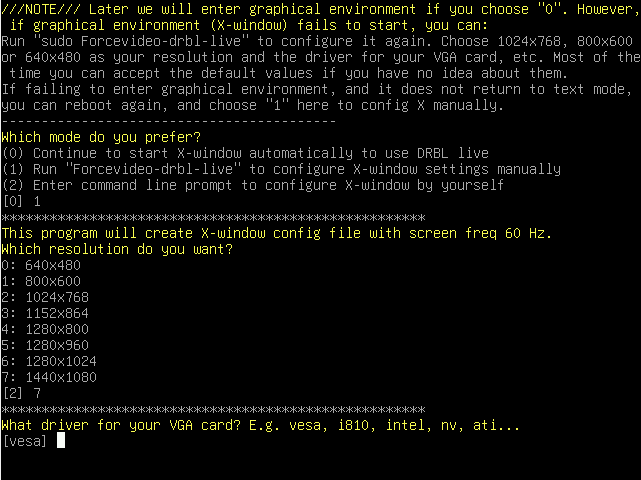 ///NOTE/// Later we will enter graphical environment if you choose "0". However,
if graphical environment (X-window) fails to start, you can:
Run "sudo Forcevideo-drbl-live" to configure it again. Choose 1024x768, 800x600
or 640x480 as your resolution and the driver for your VGA card, etc. Most of the
time you can accept the default values if you have no idea about them.
If failing to enter graphical environment, and it does not return to text mode,
you can reboot again, and choose "1" here to config X manually.
-----------------------------------------
Which mode do you prefer?
(0) Continue to start X-window automatically to use DRBL live
(1) Run "Forcevideo-drbl-live" to configure X-window settings manually
(2) Enter command line prompt to configure X-window by yourself
[0] 1
****************************************************
This program will create X-window config file with screen freq 60 Hz.
Which resolution do you want?
0: 640x480
1: 800x600
2: 1024x768
3: 1152x864
4: 1280x800
5: 1280x960
6: 1280x1024
7: 1440x1080
[2] 7
****************************************************
What driver for your VGA card? E.g. vesa, i810, intel, nv, ati...
[vesa]